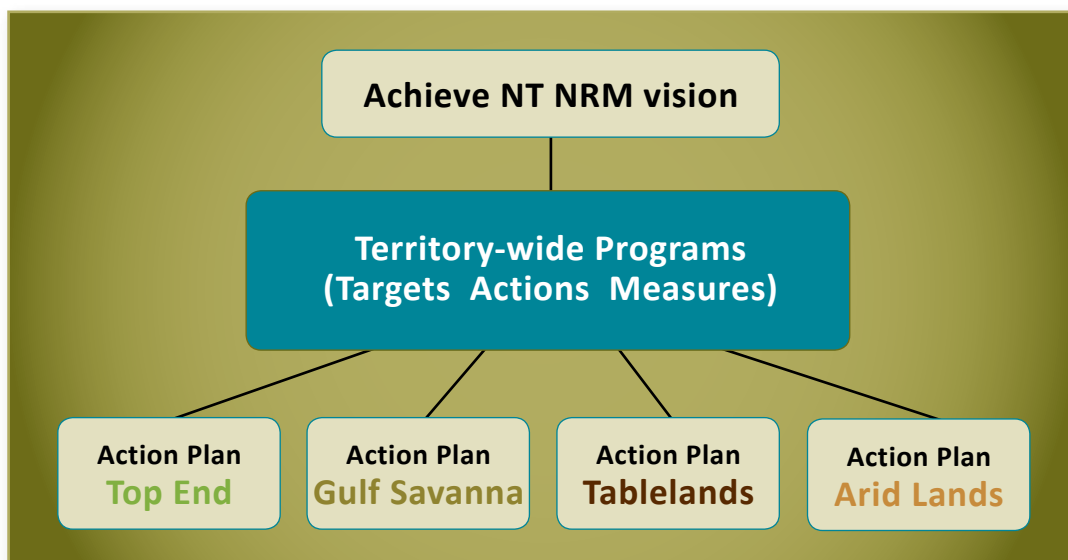 Achieve NT NRM vision
Territory-wide Programs
(Targets Actions Measures)
Action Plan
Top End
Action Plan
Gulf Savanna
Action Plan
Tablelands
Action Plan
Arid Lands